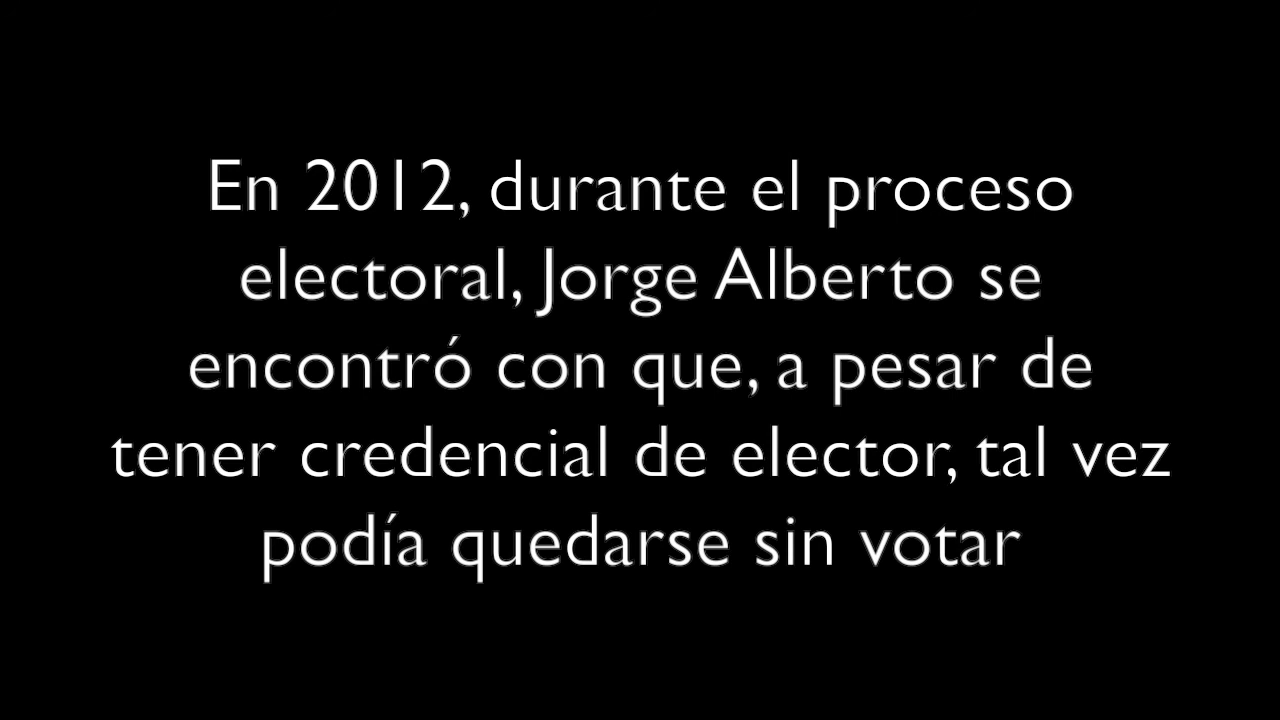 En 2012, durante el proceso
electoral, Jorge Alberto se
encontró con que, a pesar de
tener credencial de elector, tal vez
podía quedarse sin votar